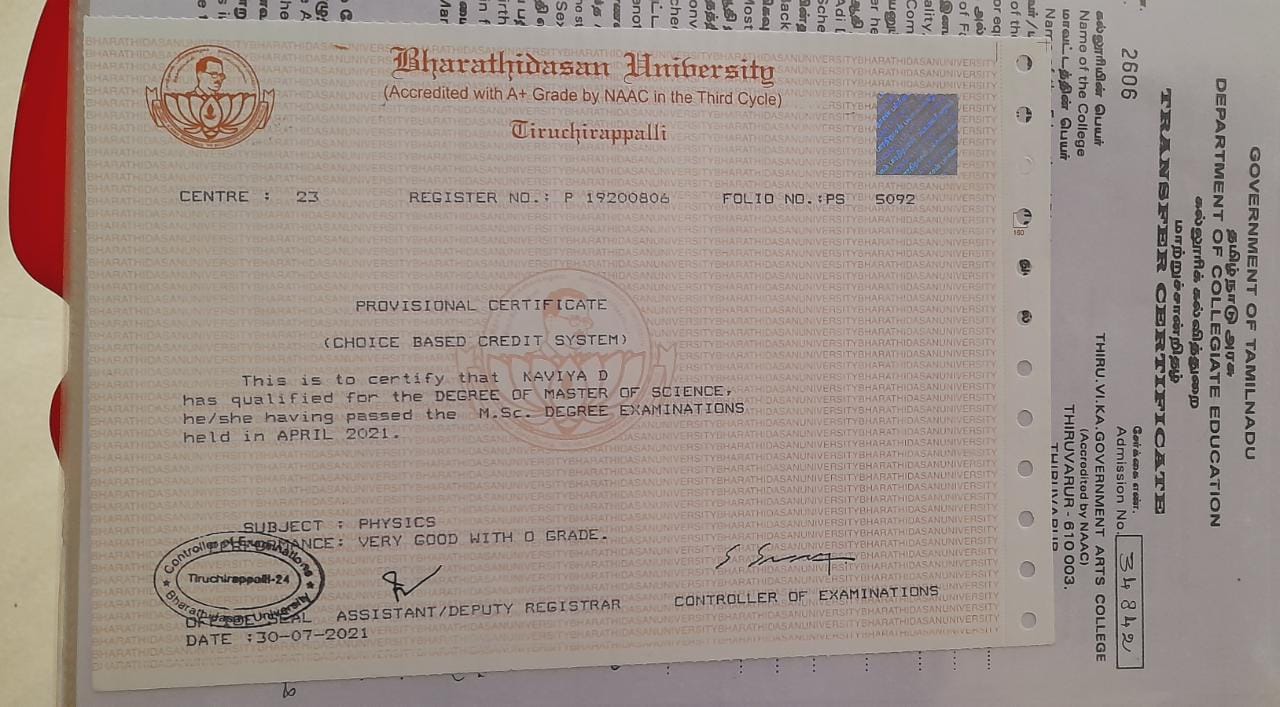 Bharathidasan University
(Accredited with A+ Grade by NAAC in the Third Cycle)
Tiruchirappalli
CENTRE : 23 REGISTER NO.: P 19200806 FOLIO NO.:PS 5092
PROVISIONAL CERTIFICATE
(CHOICE BASED CREDIT SYSTEM)
This is to certify that KAVIYA D
has qualified for the DEGREE OF MASTER OF SCIENCE,
he/she having passed the M.Sc. DEGREE EXAMINATIONS
held in APRIL 2021.
SUBJECT : PHYSICS
PERFORMANCE: VERY GOOD WITH O GRADE.
Controller of Examinations
Tiruchirappalli-24
Bharathidasan University
ASSISTANT/DEPUTY REGISTRAR
CONTROLLER OF EXAMINATIONS
DATE :30-07-2021
GOVERNMENT OF TAMILNADU
தமிழ்நாடு அரசு
DEPARTMENT OF COLLEGIATE EDUCATION
கல்லூரிக் கல்வித்துறை
மாற்றுச்சான்றிதழ்
TRANSFER CERTIFICATE
2606
சேர்க்கை எண்.
Admission No. 34842
கல்லூரியின் பெயர்
Name of the College
THIRU.VI.KA.GOVERNMENT ARTS COLLEGE
(Accredited by NAAC)
THIRUVARUR - 610 003.
மாவட்டத்தின் பெயர்